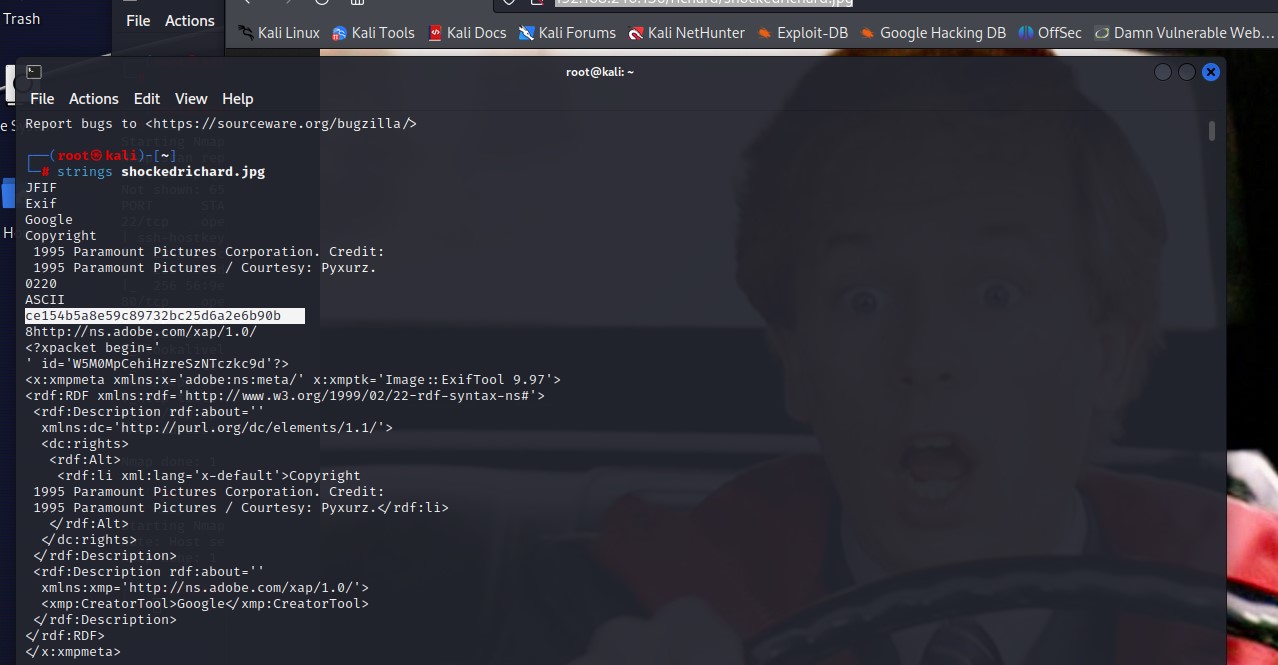 Trash
File Actions
192.168.240.130/richard/shockedrichard.jpg
Kali Linux Kali Tools Kali Docs Kali Forums Kali NetHunter Exploit-DB Google Hacking DB OffSec Damn Vulnerable Web...
root@kali: ~
File Actions Edit View Help
Report bugs to <https://sourceware.org/bugzilla/>
┌──(root㉿kali)-[~]
└─# strings shockedrichard.jpg
JFIF
Exif
Google
Copyright
1995 Paramount Pictures Corporation. Credit:
1995 Paramount Pictures / Courtesy: Pyxurz.
0220
ASCII
ce154b5a8e59c89732bc25d6a2e6b90b
8http://ns.adobe.com/xap/1.0/
<?xpacket begin='
' id='W5M0MpCehiHzreSzNTczkc9d'?>
<x:xmpmeta xmlns:x='adobe:ns:meta/' x:xmptk='Image::ExifTool 9.97'>
<rdf:RDF xmlns:rdf='http://www.w3.org/1999/02/22-rdf-syntax-ns#'>
<rdf:Description rdf:about=''
xmlns:dc='http://purl.org/dc/elements/1.1/'>
<dc:rights>
<rdf:Alt>
<rdf:li xml:lang='x-default'>Copyright
1995 Paramount Pictures Corporation. Credit:
1995 Paramount Pictures / Courtesy: Pyxurz.</rdf:li>
</rdf:Alt>
</dc:rights>
</rdf:Description>
<rdf:Description rdf:about=''
xmlns:xmp='http://ns.adobe.com/xap/1.0/'>
<xmp:CreatorTool>Google</xmp:CreatorTool>
</rdf:Description>
</rdf:RDF>
</x:xmpmeta>